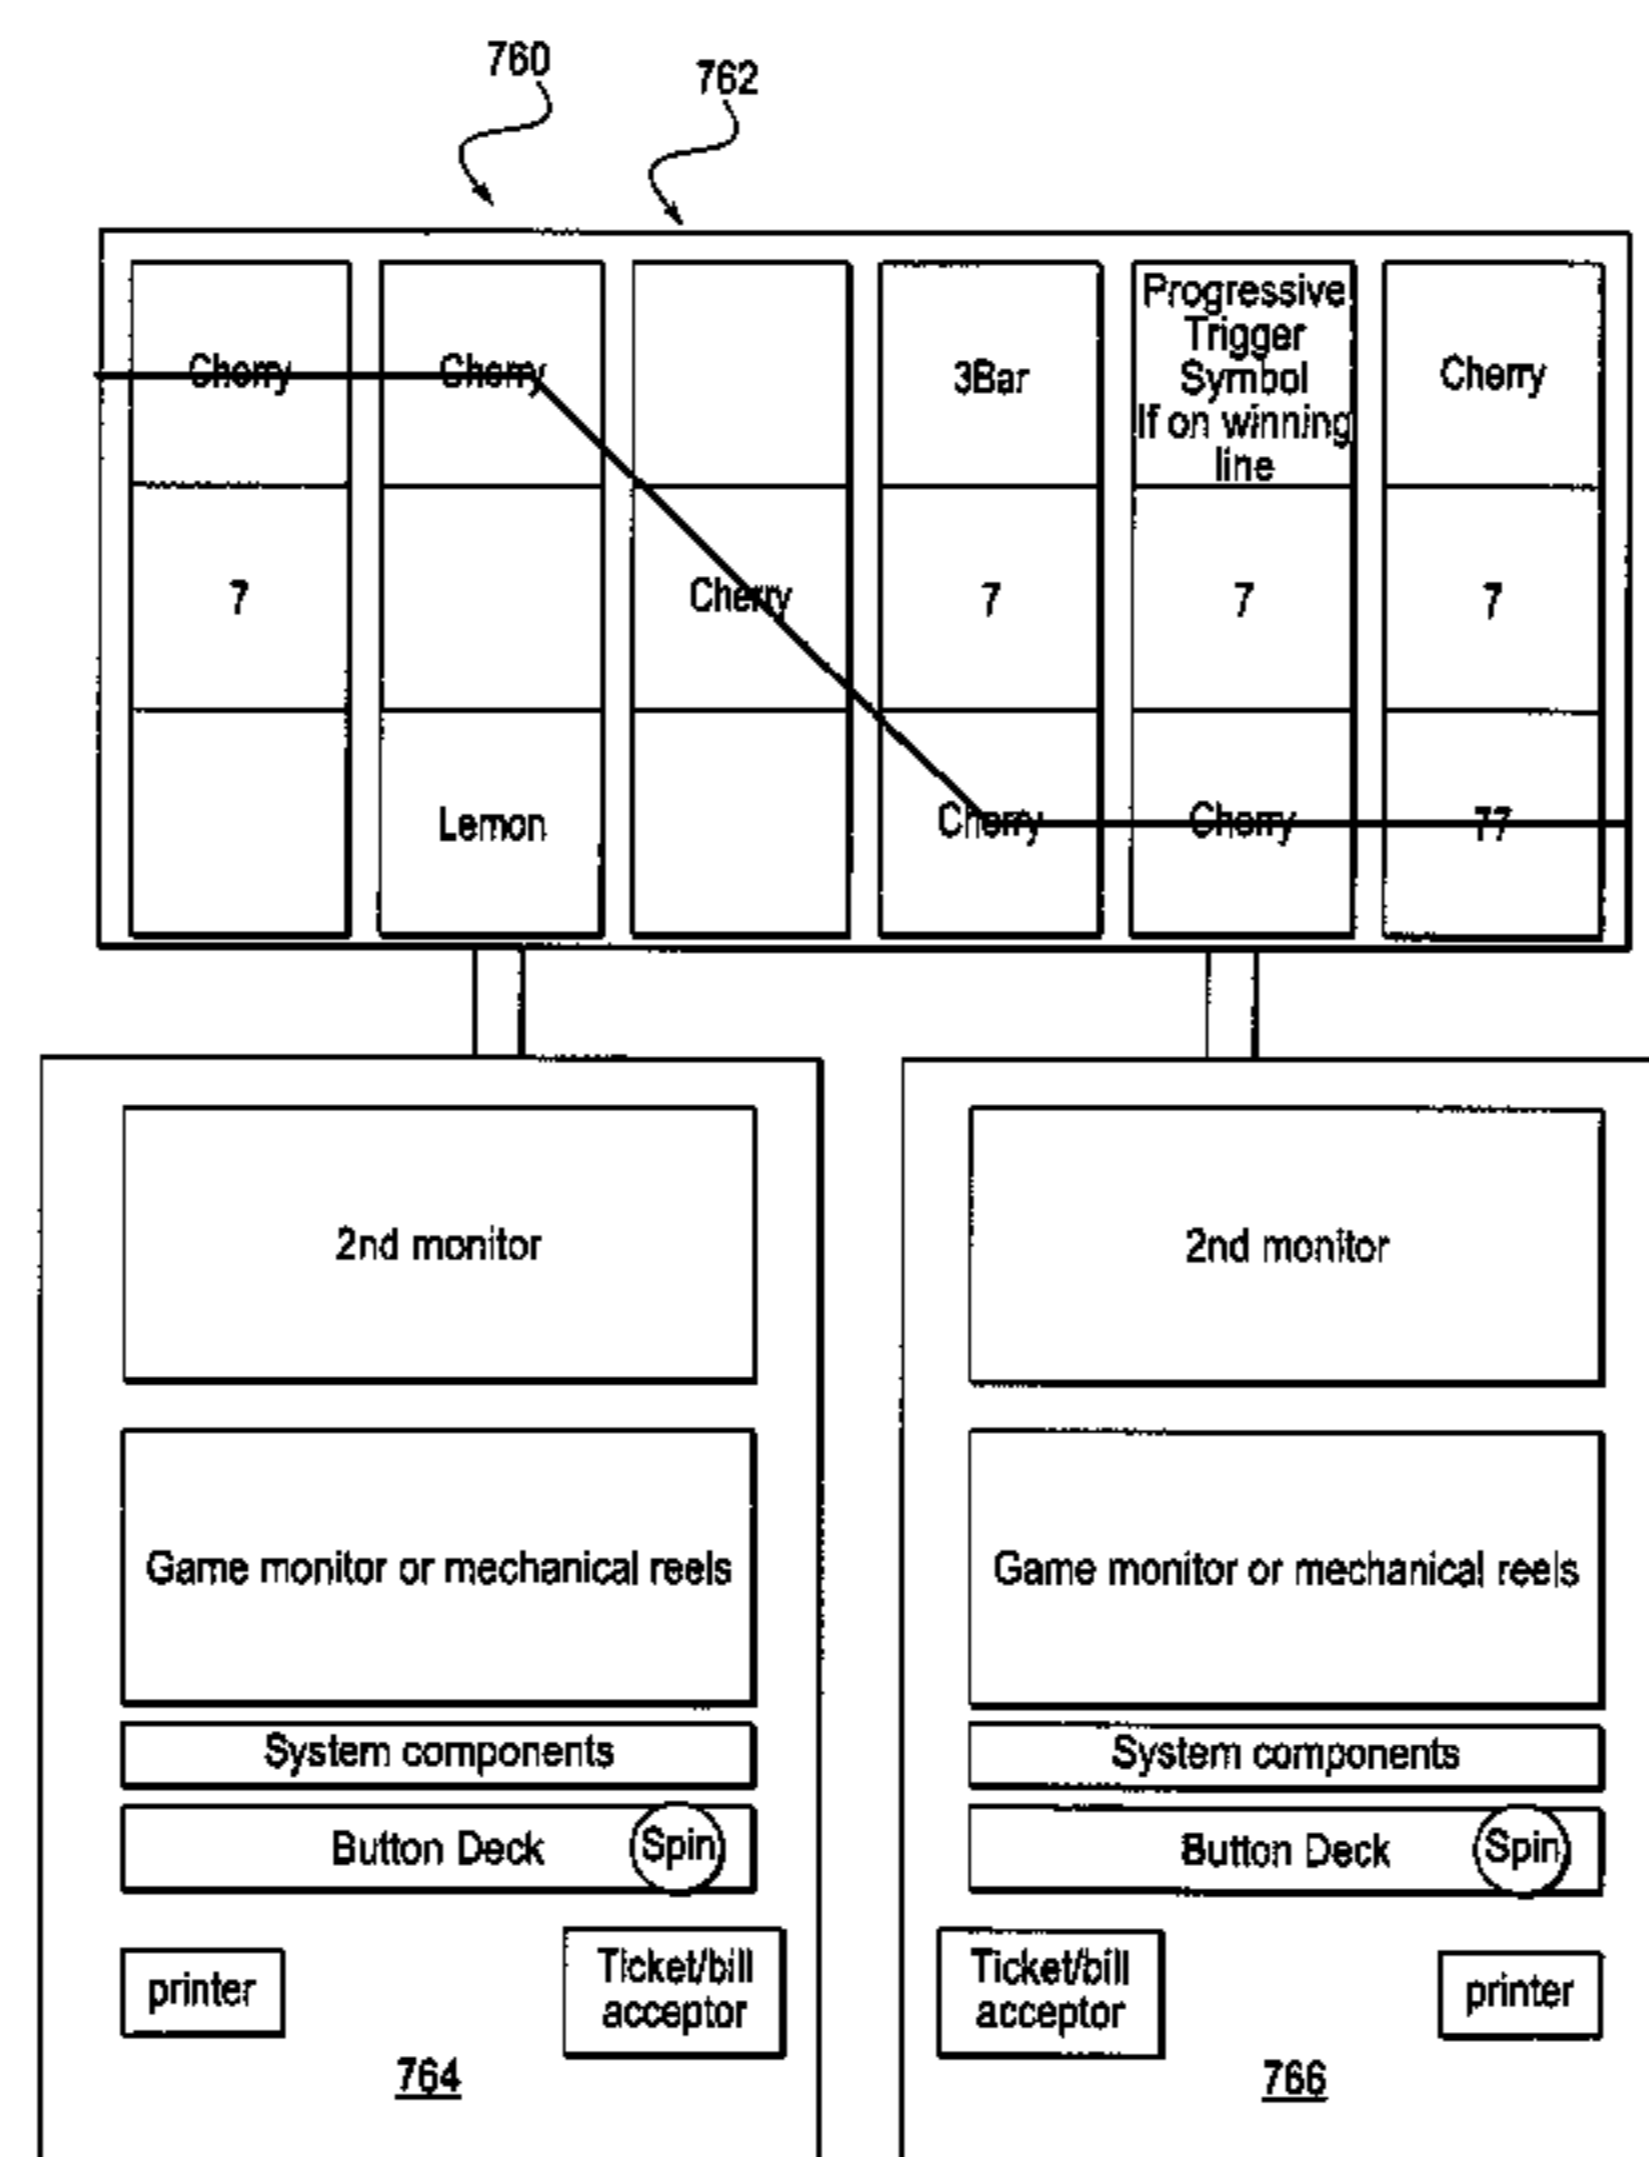 760
762
Progressive
Trigger
Cherry Cherry 3Bar Symbol Cherry
If on winning
line
7 Cherry 7 7 7
Lemon Cherry Cherry 77
2nd monitor 2nd monitor
Game monitor or mechanical reels Game monitor or mechanical reels
System components System components
Button Deck Spin Button Deck Spin
printer Ticket/bill Ticket/bill printer
acceptor acceptor
764 766